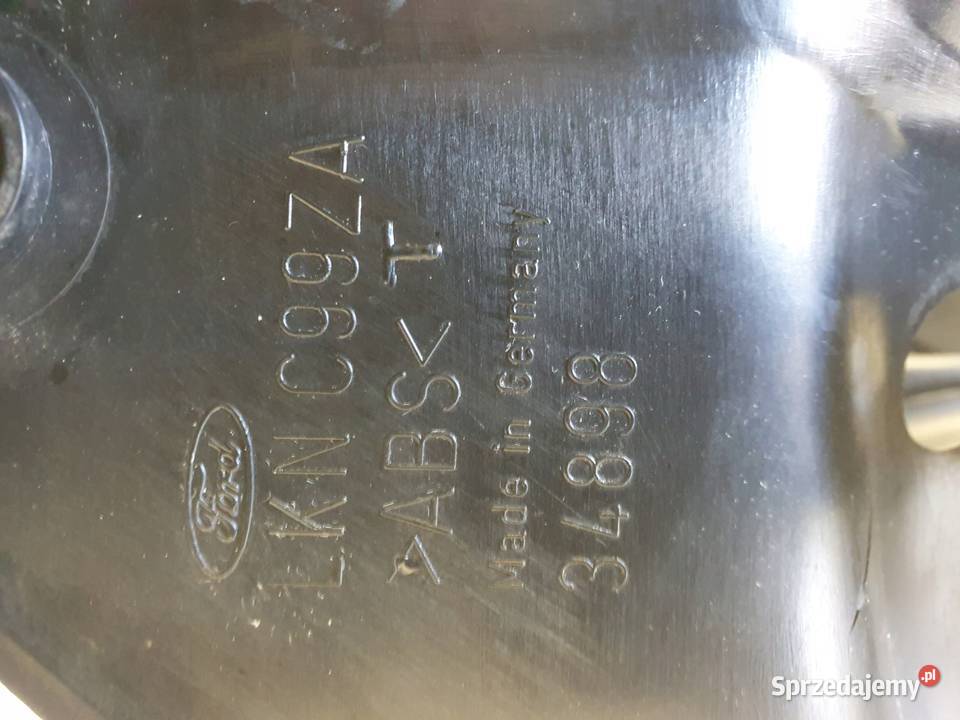 Ford
LKN C99ZA
>ABS< T
Made in Germany
34898
Sprzedajemy.pl